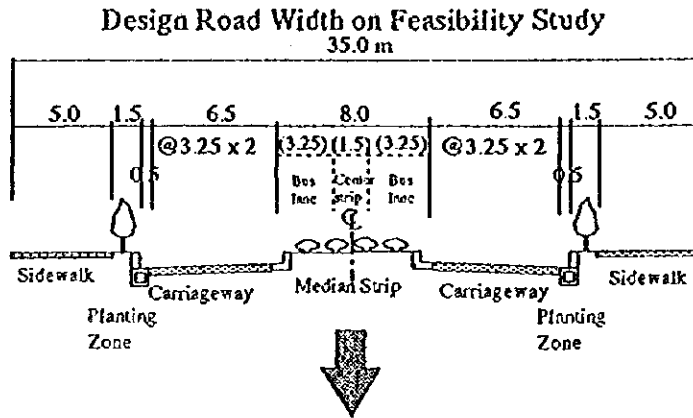 Design Road Width on Feasibility Study
35.0 m
5.0 1.5 6.5 8.0 6.5 1.5 5.0
@3.25 x 2 (3.25) (1.5) (3.25) @3.25 x 2
0.5 0.5
Bus lane Center strip Bus lane
Sidewalk Carriageway Median Strip Carriageway Sidewalk
Planting Zone Planting Zone